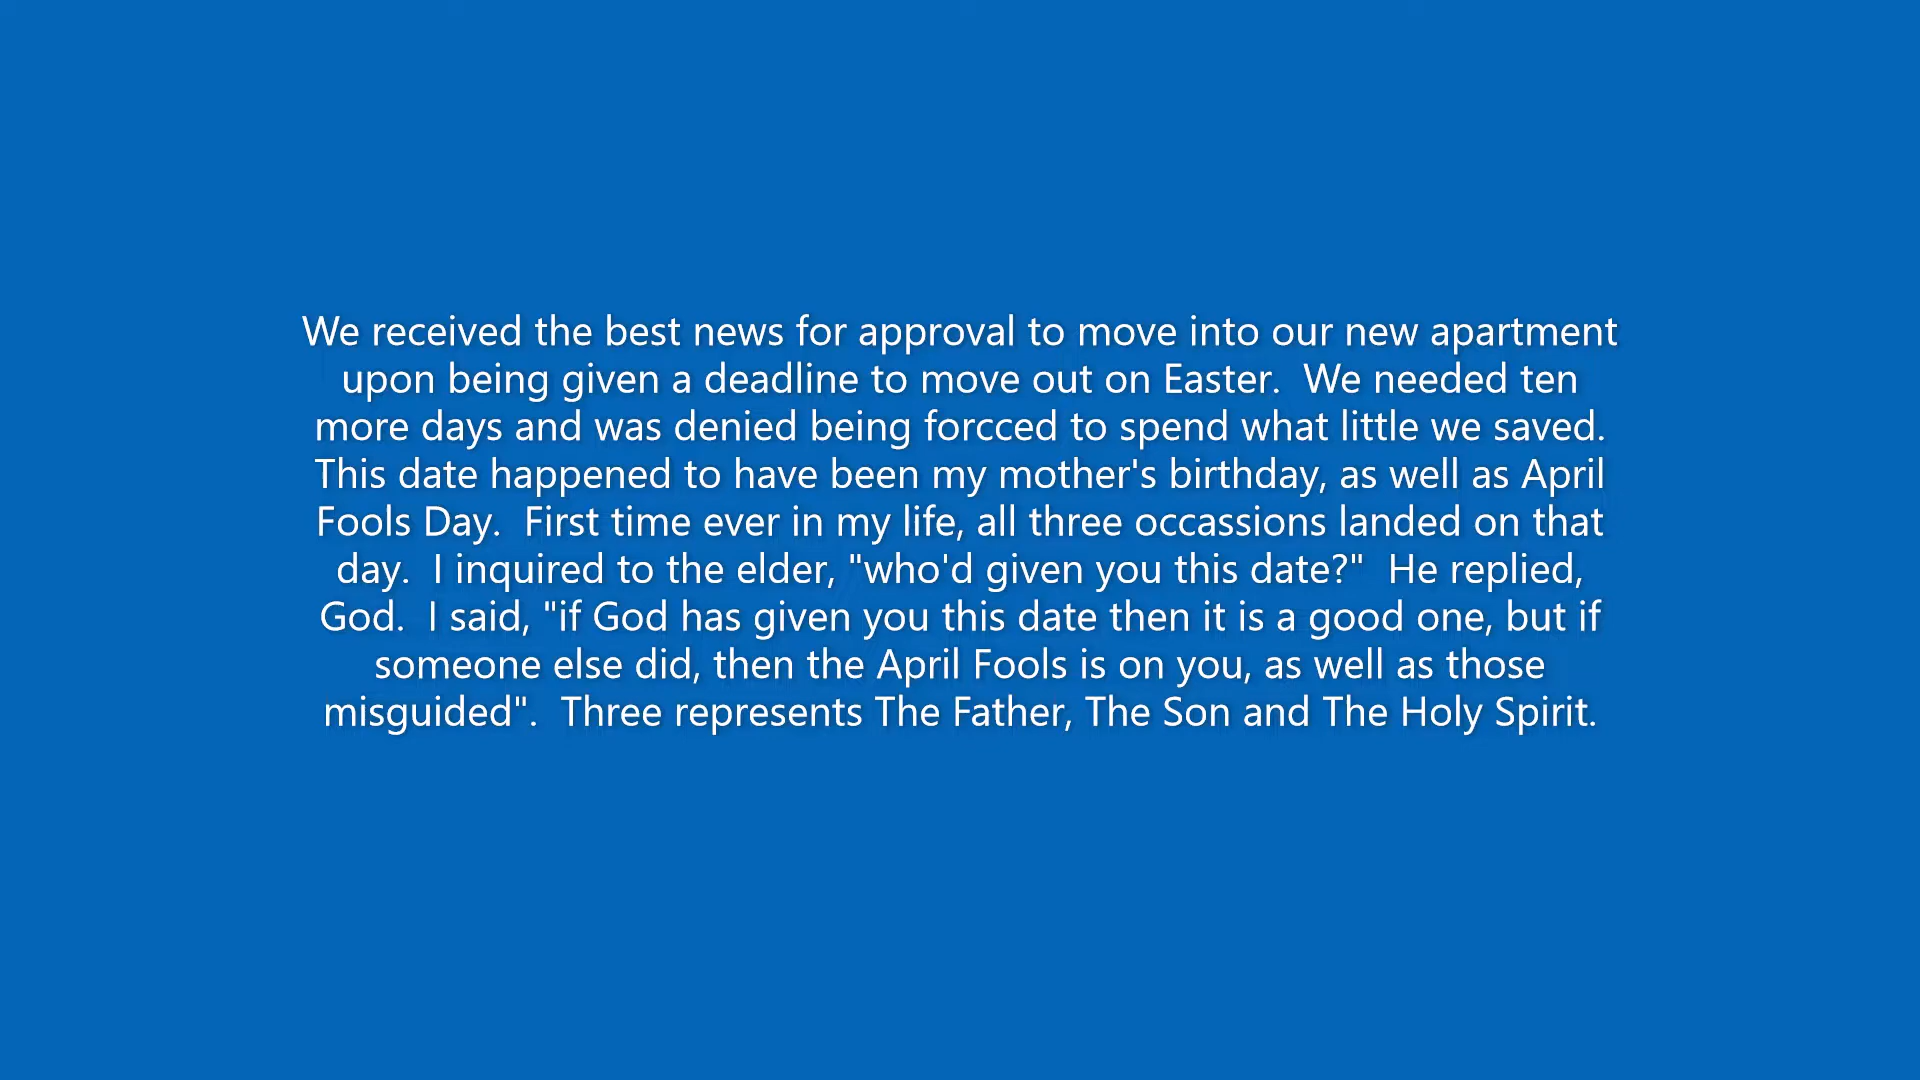 We received the best news for approval to move into our new apartment
upon being given a deadline to move out on Easter.  We needed ten
more days and was denied being forcced to spend what little we saved.
This date happened to have been my mother's birthday, as well as April
Fools Day.  First time ever in my life, all three occassions landed on that
day.  I inquired to the elder, "who'd given you this date?"  He replied,
God.  I said, "if God has given you this date then it is a good one, but if
someone else did, then the April Fools is on you, as well as those
misguided".  Three represents The Father, The Son and The Holy Spirit.